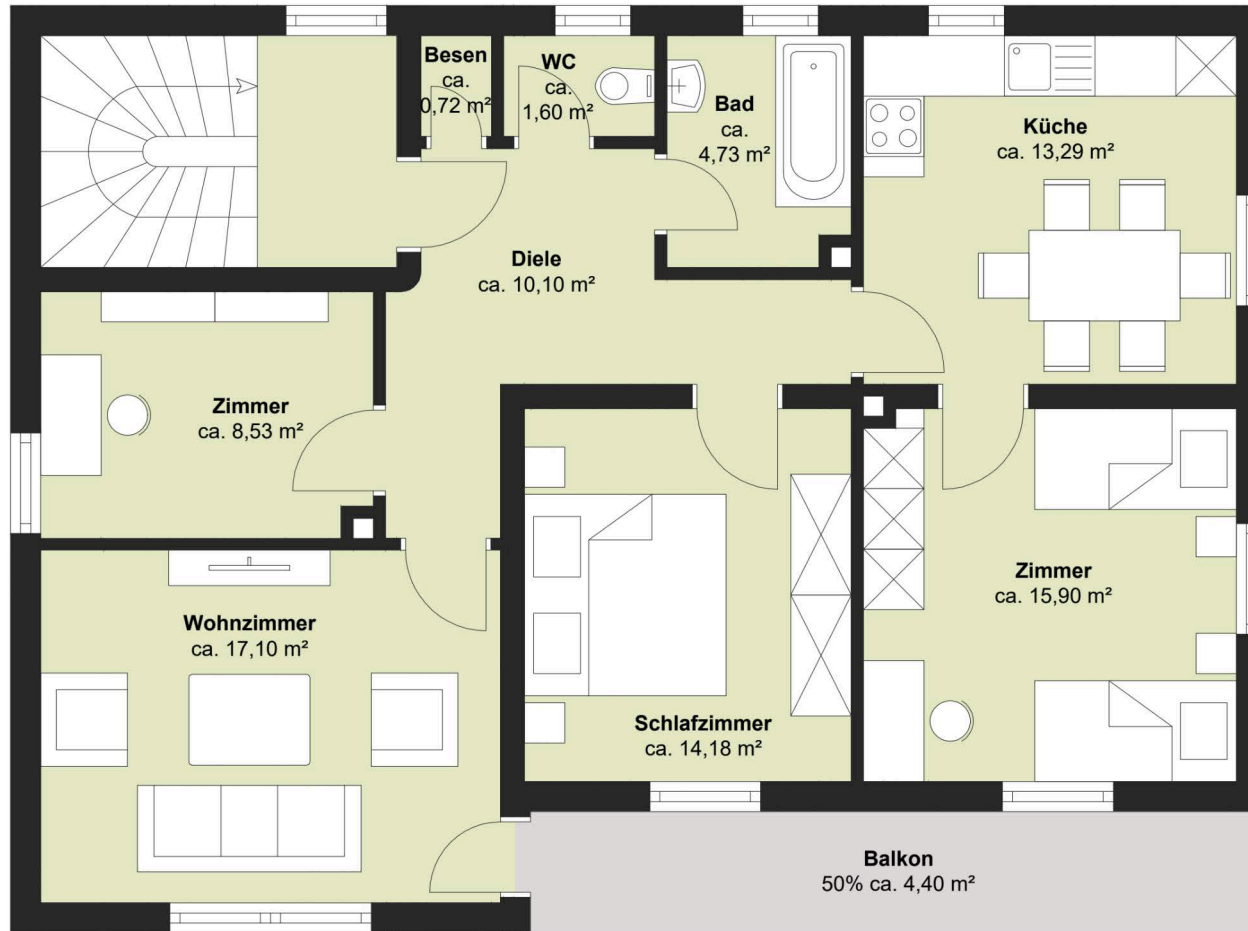 Besen
ca.
0,72 m²
WC
ca.
1,60 m²
Bad
ca.
4,73 m²
Küche
ca. 13,29 m²
Diele
ca. 10,10 m²
Zimmer
ca. 8,53 m²
Wohnzimmer
ca. 17,10 m²
Schlafzimmer
ca. 14,18 m²
Zimmer
ca. 15,90 m²
Balkon
50% ca. 4,40 m²